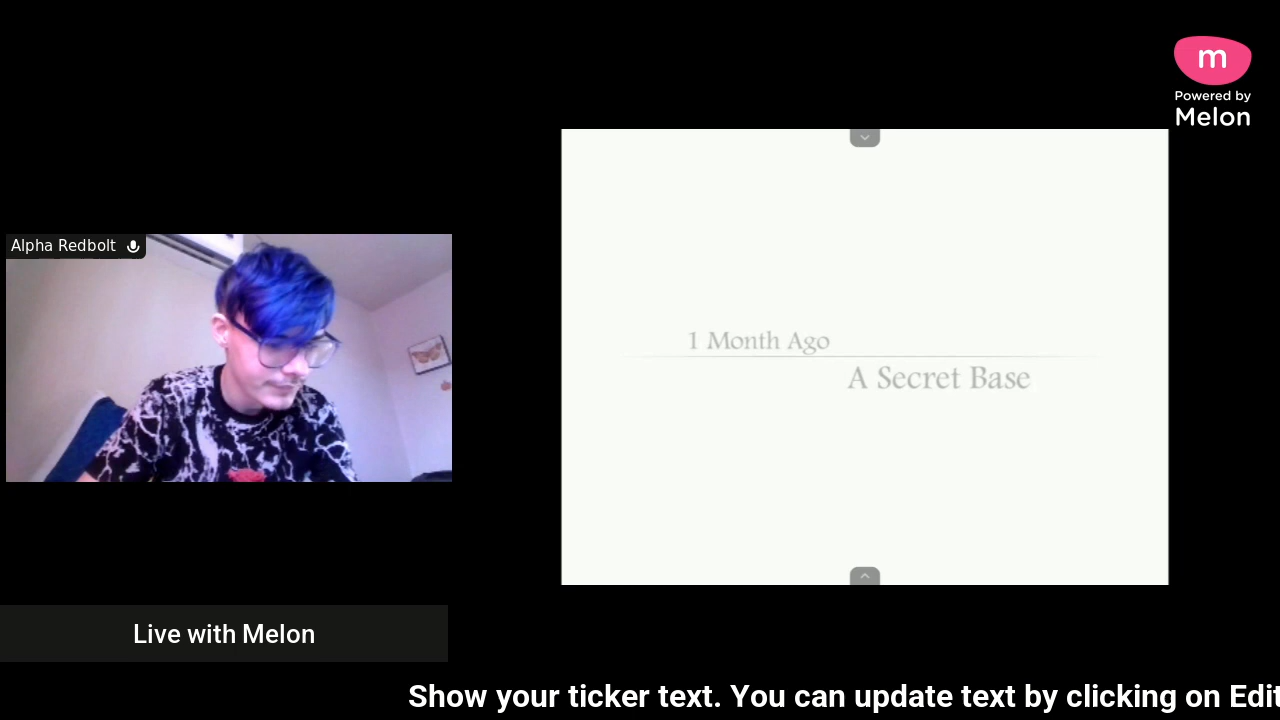 m
Powered by
Melon
Alpha Redbolt
1 Month Ago
A Secret Base
Live with Melon
Show your ticker text. You can update text by clicking on Edit